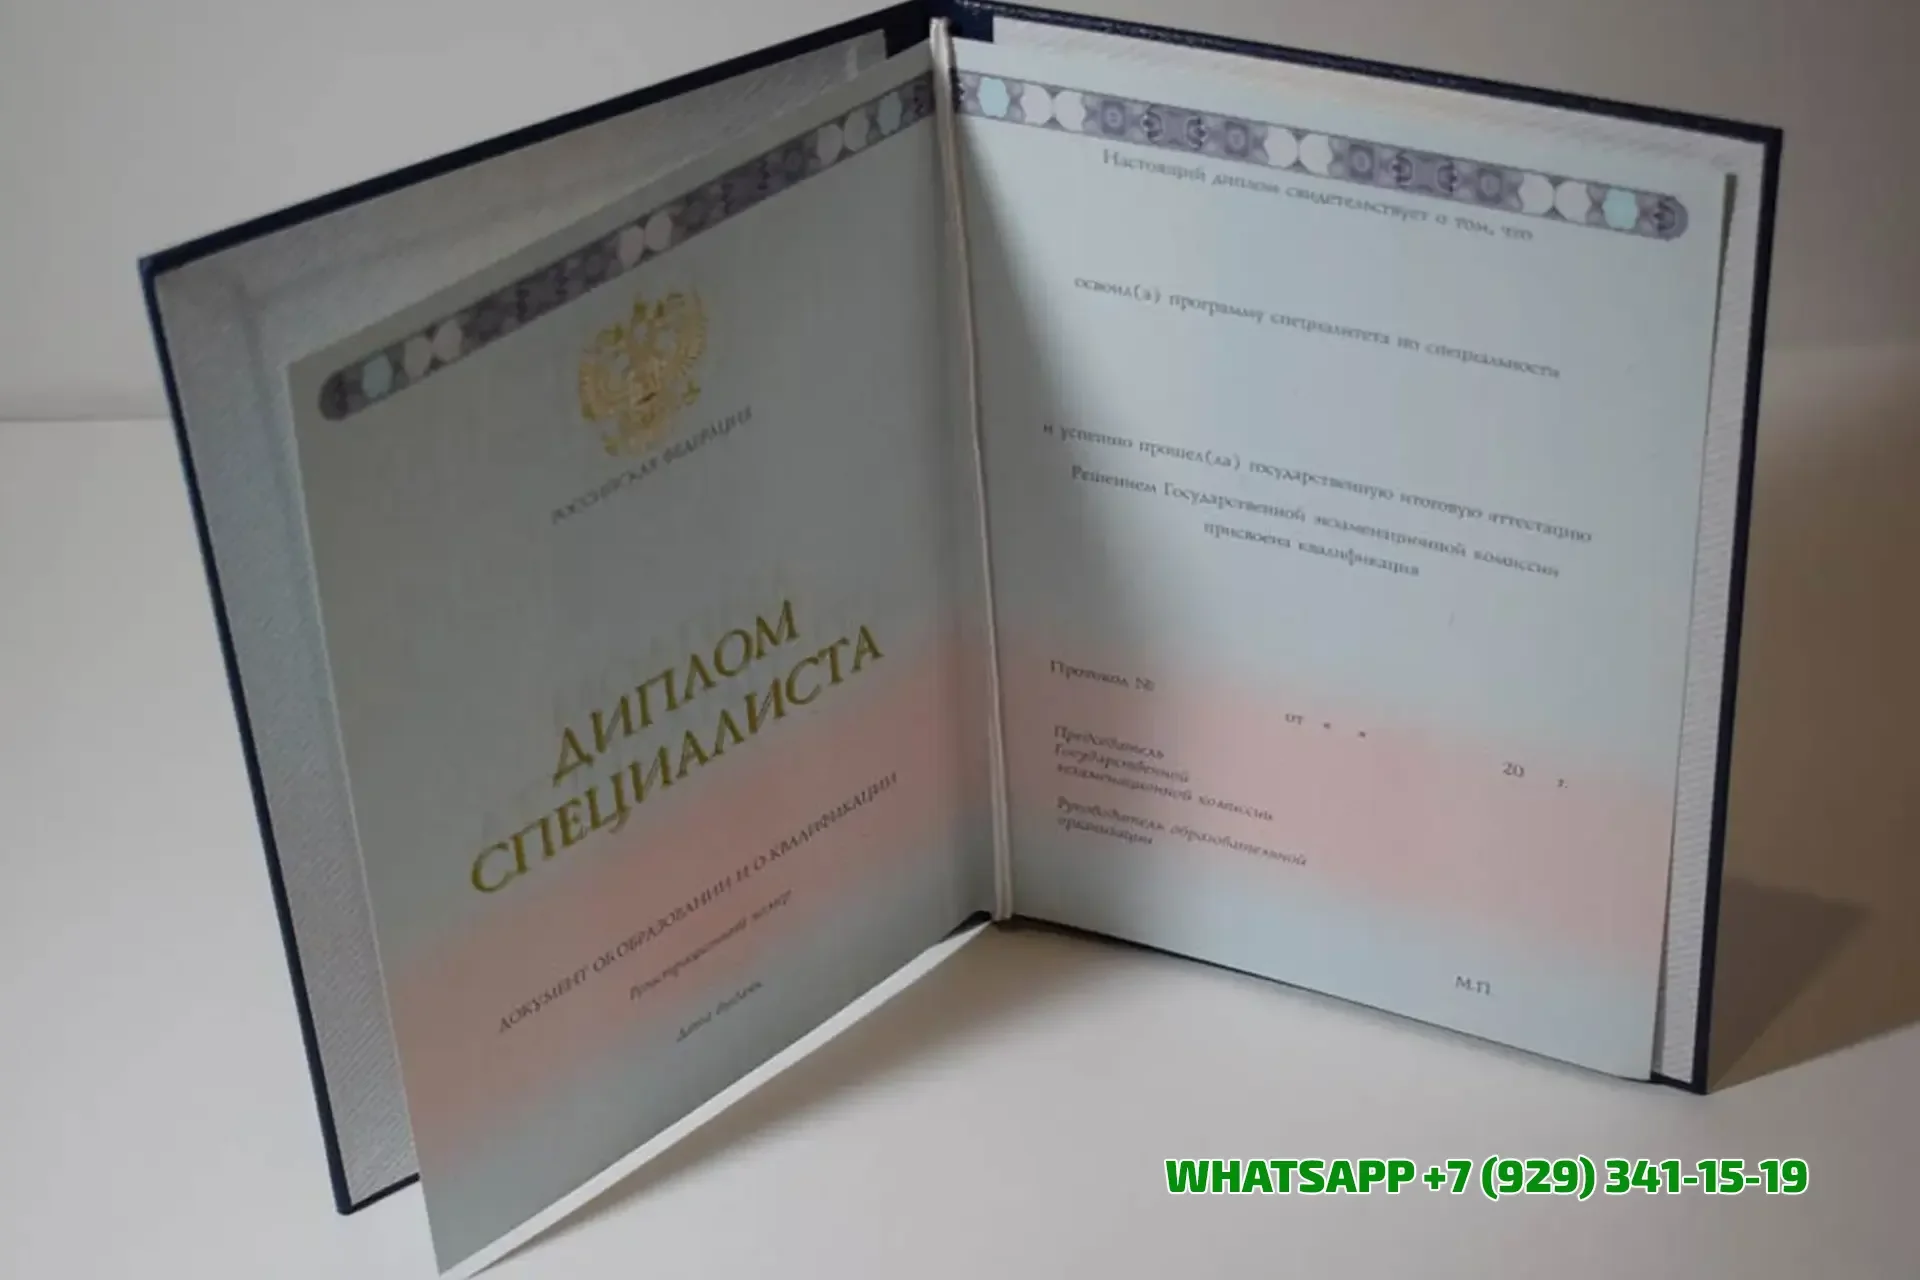 РОССИЙСКАЯ ФЕДЕРАЦИЯ
ДИПЛОМ
СПЕЦИАЛИСТА
ДОКУМЕНТ ОБ ОБРАЗОВАНИИ И О КВАЛИФИКАЦИИ
Регистрационный номер
Дата выдачи
Настоящий диплом свидетельствует о том, что
освоил(а) программу специалитета по специальности
и успешно прошел(ла) государственную итоговую аттестацию
Решением Государственной экзаменационной комиссии
присвоена квалификация
Протокол №
от « »
20 г.
Председатель
Государственной
экзаменационной комиссии
Руководитель образовательной
организации
М.П.
WHATSAPP +7 (929) 341-15-19